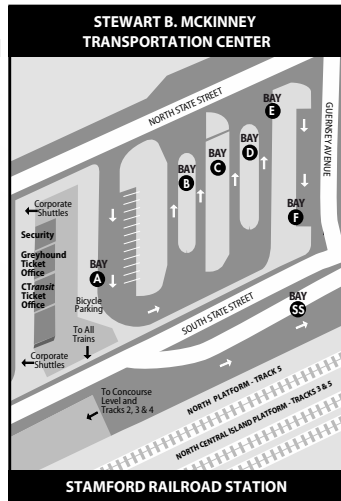 STEWART B. MCKINNEY
TRANSPORTATION CENTER
NORTH STATE STREET
GUERNSEY AVENUE
BAY
E
BAY
C
BAY
D
BAY
B
Corporate
Shuttles
BAY
F
Security
Greyhound
Ticket
Office
BAY
A
CTransit
Ticket
Office
Bicycle
Parking
SOUTH STATE STREET
BAY
SS
To All
Trains
Corporate
Shuttles
To Concourse
Level and
Tracks 2, 3 & 4
NORTH PLATFORM - TRACK 5
NORTH CENTRAL ISLAND PLATFORM - TRACKS 3 & 5
STAMFORD RAILROAD STATION